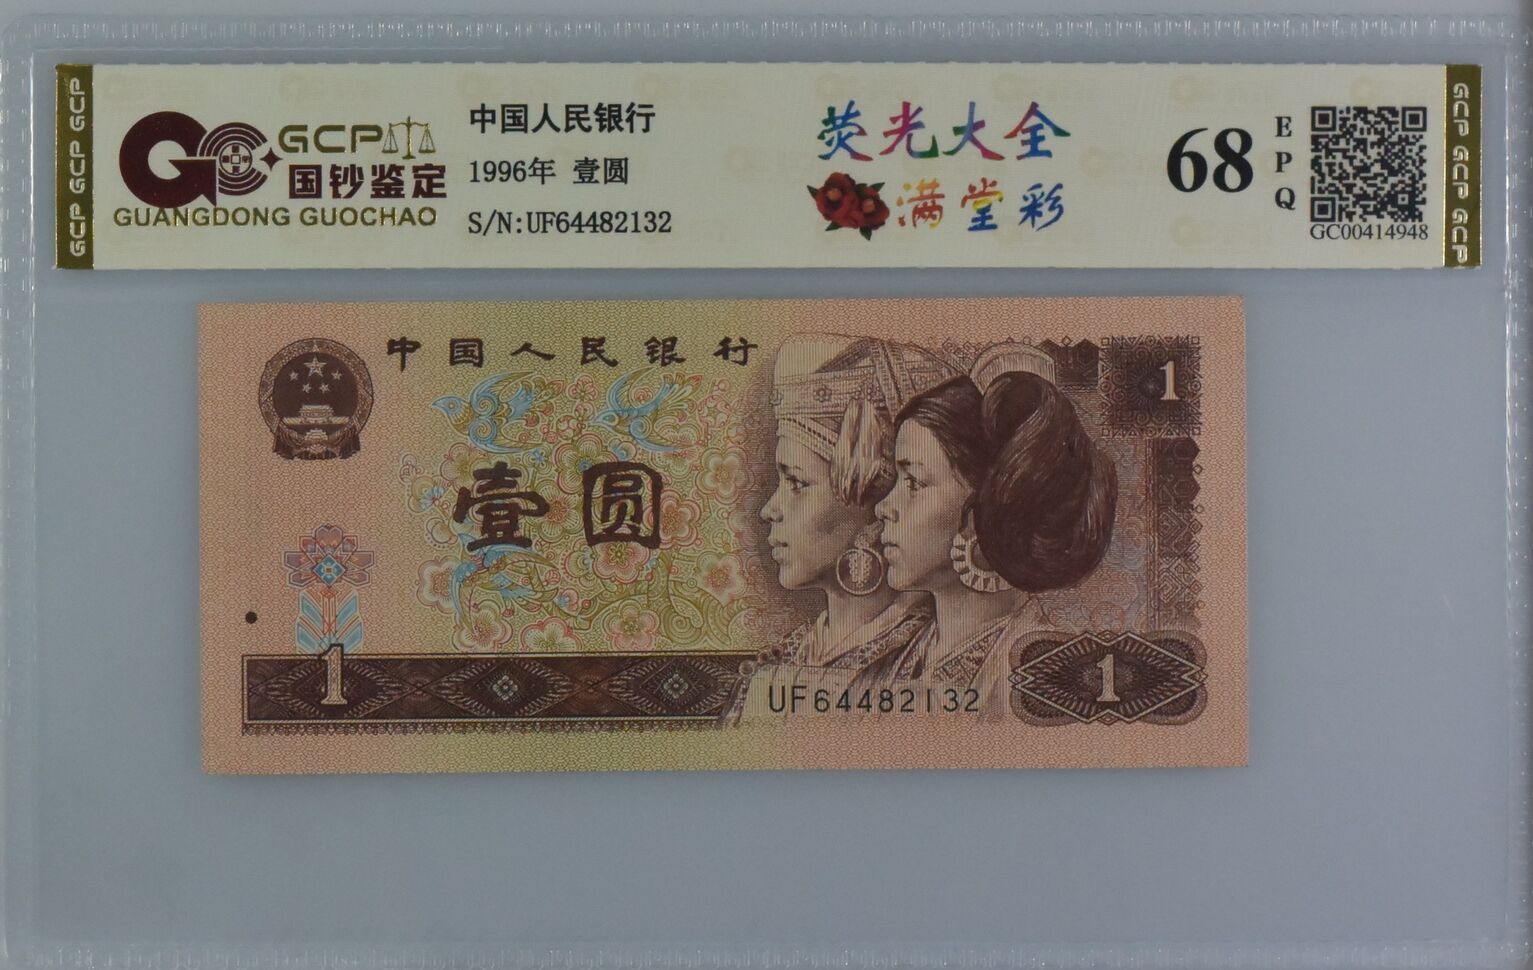 GCP GCP GCP
GCP
国钞鉴定
GUANGDONG GUOCHAO
中国人民银行
1996年 壹圆
S/N:UF64482132
荧光大全
满堂彩
68
EPQ
GC00414948
GCP GCP GCP
中国人民银行
1
壹圆
1
1
UF64482132